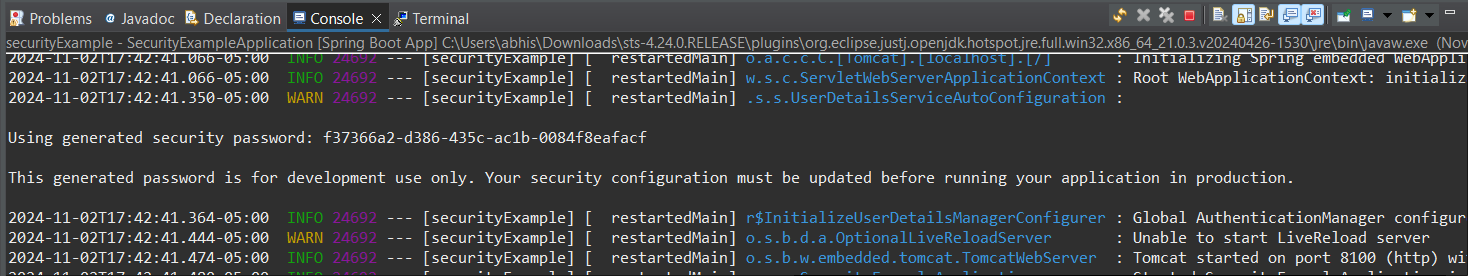 Problems @ Javadoc Declaration Console × Terminal
securityExample - SecurityExampleApplication [Spring Boot App] C:\Users\abhis\Downloads\sts-4.24.0.RELEASE\plugins\org.eclipse.justj.openjdk.hotspot.jre.full.win32.x86_64_21.0.3.v20240426-1530\jre\bin\javaw.exe (Nov
2024-11-02T17:42:41.066-05:00  INFO 24692 --- [securityExample] [  restartedMain] o.a.c.c.C.[Tomcat].[localhost].[/]       : Initializing Spring embedded WebAppli
2024-11-02T17:42:41.066-05:00  INFO 24692 --- [securityExample] [  restartedMain] w.s.c.ServletWebServerApplicationContext : Root WebApplicationContext: initializ
2024-11-02T17:42:41.350-05:00  WARN 24692 --- [securityExample] [  restartedMain] .s.s.UserDetailsServiceAutoConfiguration :
Using generated security password: f37366a2-d386-435c-ac1b-0084f8eafacf
This generated password is for development use only. Your security configuration must be updated before running your application in production.
2024-11-02T17:42:41.364-05:00  INFO 24692 --- [securityExample] [  restartedMain] r$InitializeUserDetailsManagerConfigurer : Global AuthenticationManager configur
2024-11-02T17:42:41.444-05:00  WARN 24692 --- [securityExample] [  restartedMain] o.s.b.d.a.OptionalLiveReloadServer       : Unable to start LiveReload server
2024-11-02T17:42:41.474-05:00  INFO 24692 --- [securityExample] [  restartedMain] o.s.b.w.embedded.tomcat.TomcatWebServer  : Tomcat started on port 8100 (http) wi